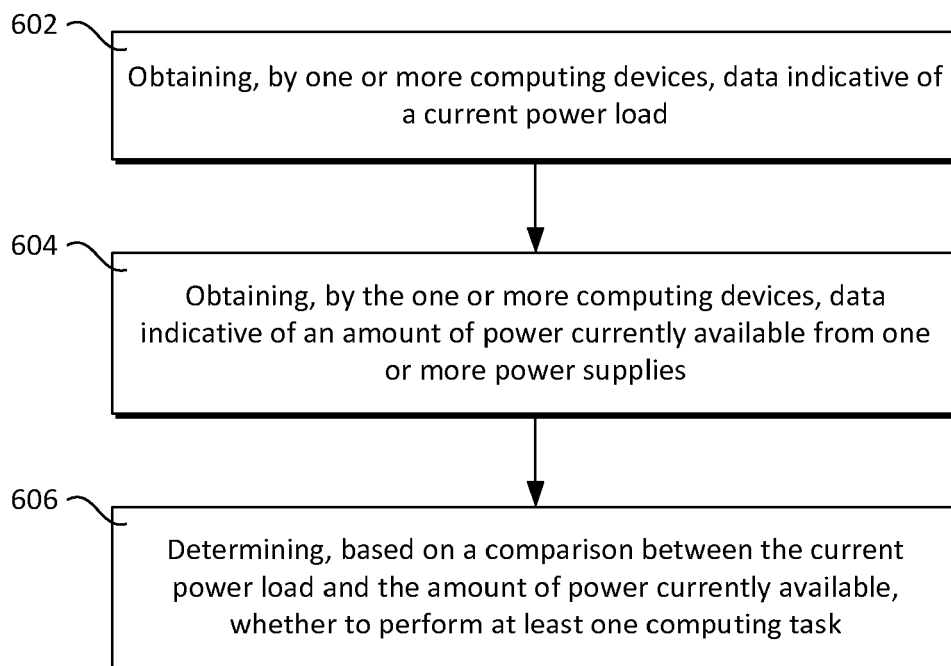 602
Obtaining, by one or more computing devices, data indicative of
a current power load
604
Obtaining, by the one or more computing devices, data
indicative of an amount of power currently available from one
or more power supplies
606
Determining, based on a comparison between the current
power load and the amount of power currently available,
whether to perform at least one computing task